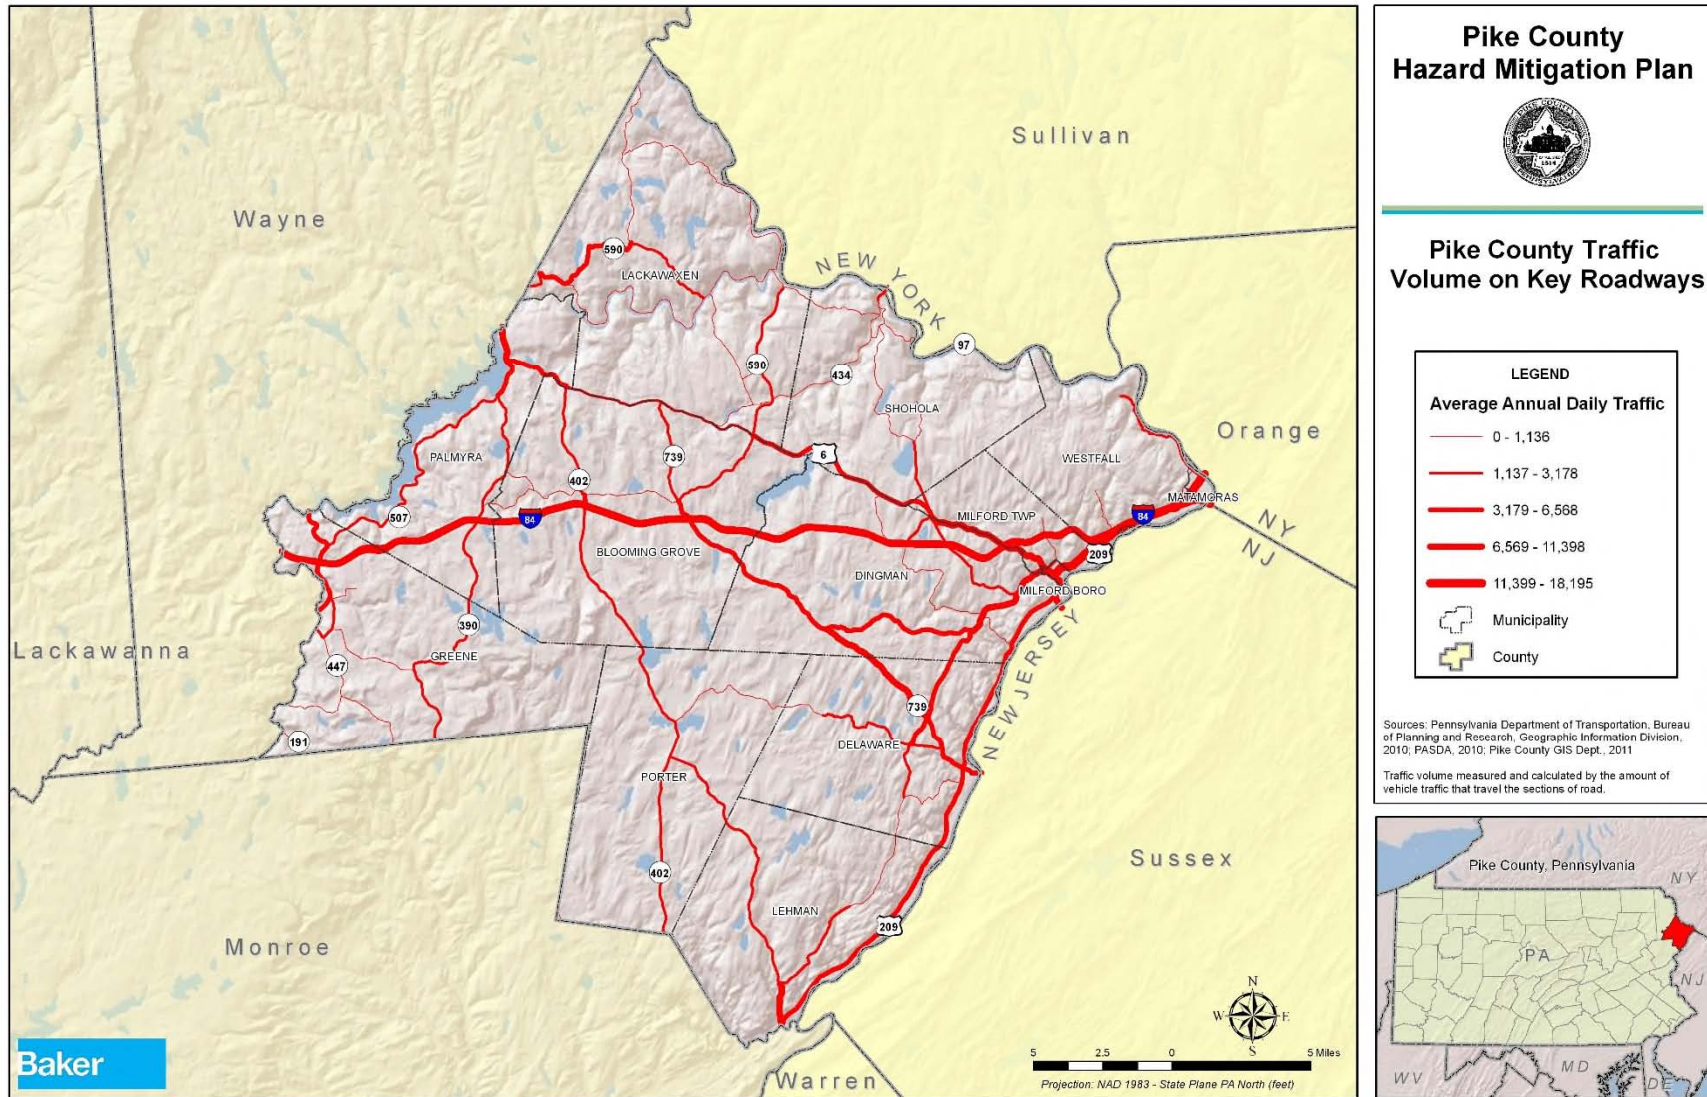 Pike County
Hazard Mitigation Plan
PIKE COUNTY
1814
PENNSYLVANIA
Pike County Traffic
Volume on Key Roadways
LEGEND
Average Annual Daily Traffic
0 - 1,136
1,137 - 3,178
3,179 - 6,568
6,569 - 11,398
11,399 - 18,195
Municipality
County
Sources: Pennsylvania Department of Transportation, Bureau
of Planning and Research, Geographic Information Division,
2010; PASDA, 2010; Pike County GIS Dept., 2011
Traffic volume measured and calculated by the amount of
vehicle traffic that travel the sections of road.
Pike County, Pennsylvania
NY
PA
NJ
WV
MD
DE
Sullivan
Wayne
590
LACKAWAXEN
NEW YORK
97
590
434
SHOHOLA
Orange
PALMYRA
739
6
WESTFALL
402
MATAMORAS
507
84
MILFORD TWP
84
NY
NJ
BLOOMING GROVE
209
DINGMAN
MILFORD BORO
390
Lackawanna
GREENE
447
NEW JERSEY
739
191
DELAWARE
PORTER
Sussex
402
LEHMAN
209
Monroe
N
W
E
S
5
2.5
0
5 Miles
Projection: NAD 1983 - State Plane PA North (feet)
Baker
Warren